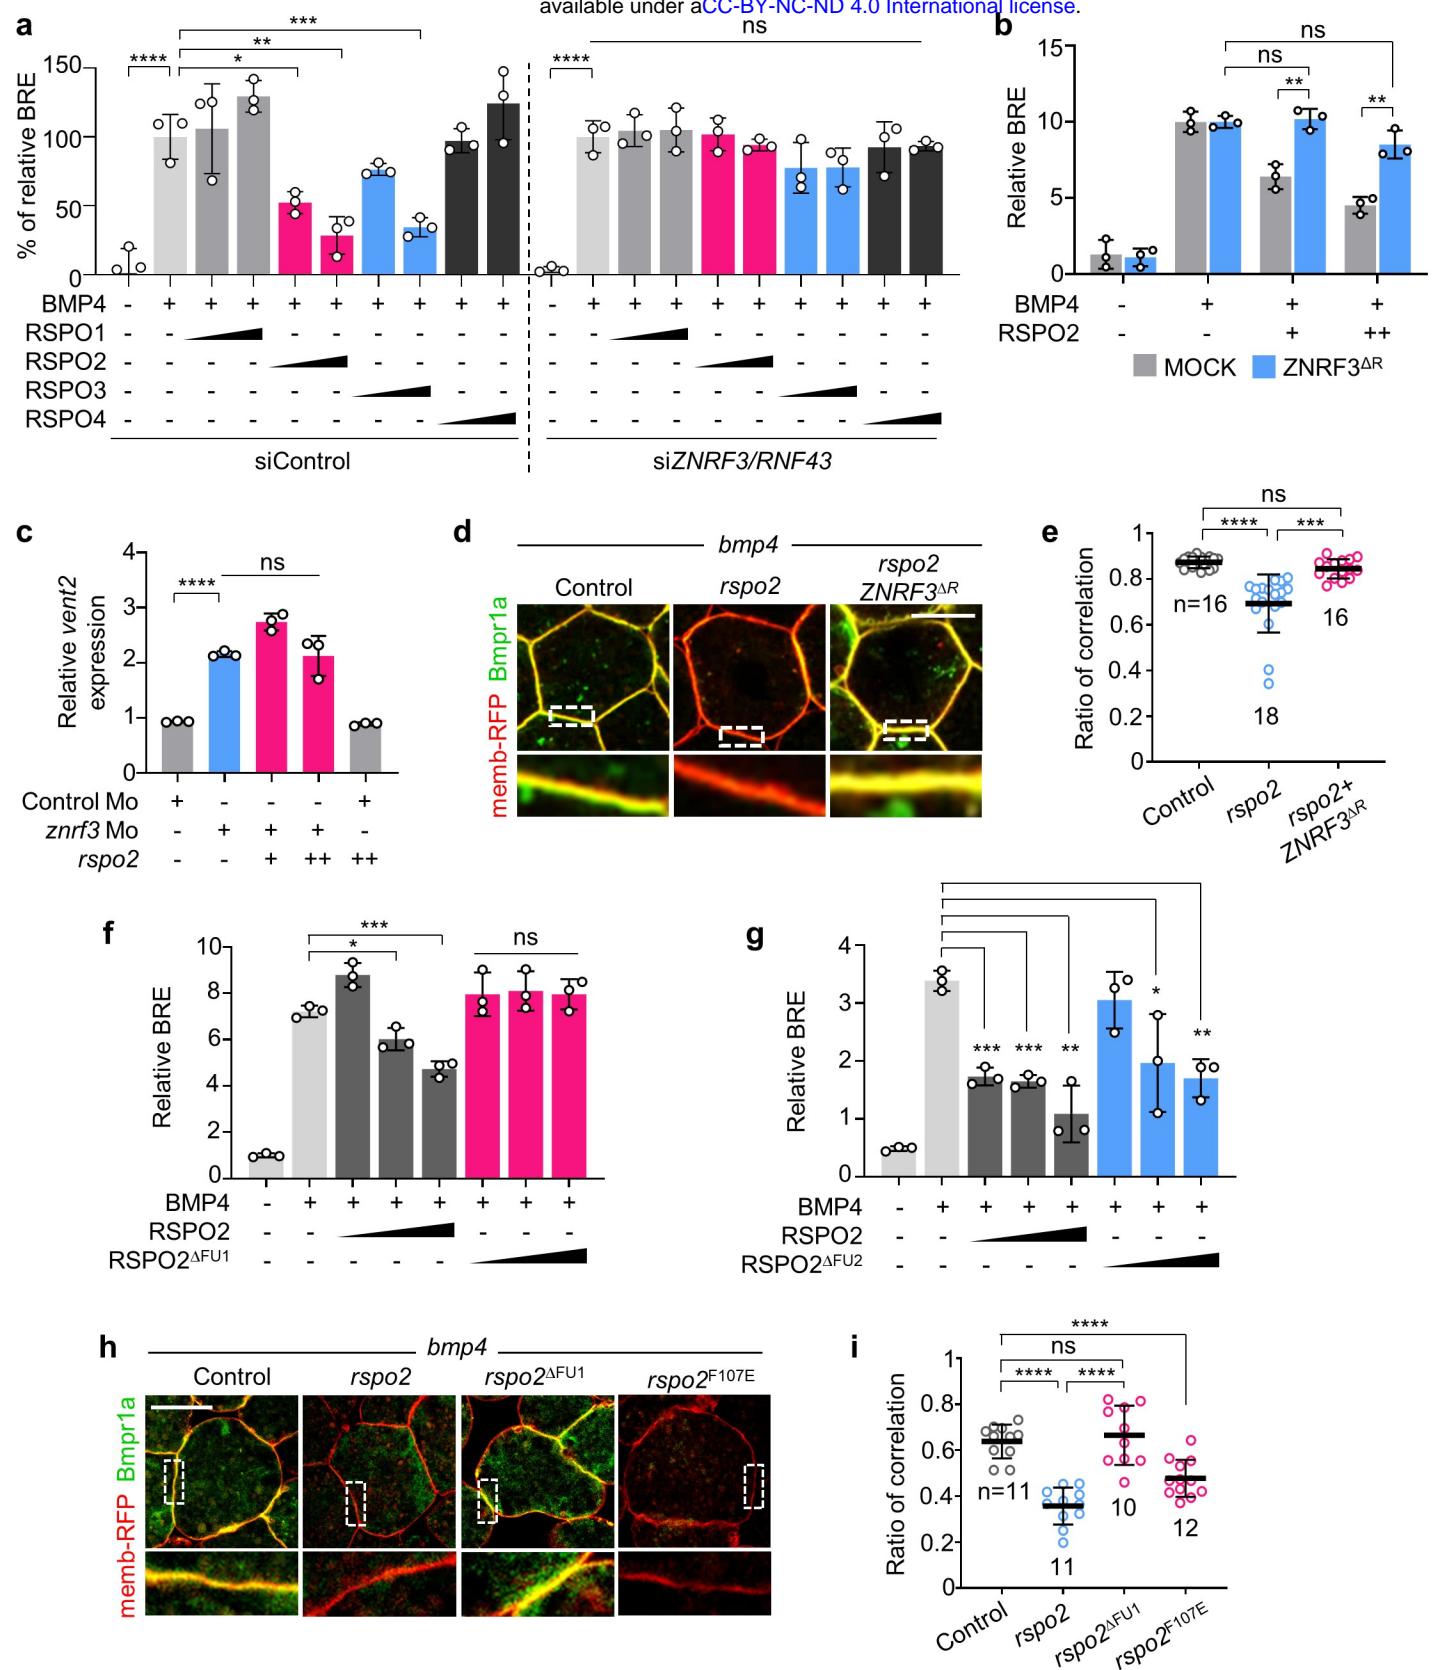 available under aCC-BY-NC-ND 4.0 International license.
a
% of relative BRE
150
100
50
0
****
*
**
***
****
ns
BMP4 - + + + + + + + + + - + + + + + + + + +
RSPO1 - - - - - - - - - - - - - -
RSPO2 - - - - - - - - - - - - - - - -
RSPO3 - - - - - - - - - - - - - - - -
RSPO4 - - - - - - - - - - - - - - - -
siControl
siZNRF3/RNF43
b
Relative BRE
15
10
5
0
ns
ns
**
**
BMP4 - + + +
RSPO2 - - + ++
MOCK
ZNRF3ΔR
c
Relative vent2
expression
4
3
2
1
0
****
ns
Control Mo + - - - +
znrf3 Mo - + + + -
rspo2 - - + ++ ++
d
bmp4
Control
rspo2
rspo2
ZNRF3ΔR
memb-RFP Bmpr1a
e
Ratio of correlation
1
0.8
0.6
0.4
0.2
0
ns
****
***
n=16
18
16
Control
rspo2
rspo2+
ZNRF3ΔR
f
Relative BRE
10
8
6
4
2
0
***
*
ns
BMP4 - + + + + + + +
RSPO2 - - - - -
RSPO2ΔFU1 - - - - -
g
Relative BRE
4
3
2
1
0
***
***
**
*
**
BMP4 - + + + + + + +
RSPO2 - - - - -
RSPO2ΔFU2 - - - - -
h
bmp4
Control
rspo2
rspo2ΔFU1
rspo2F107E
memb-RFP Bmpr1a
i
Ratio of correlation
1
0.8
0.6
0.4
0.2
0
****
ns
****
****
n=11
11
10
12
Control
rspo2
rspo2ΔFU1
rspo2F107E